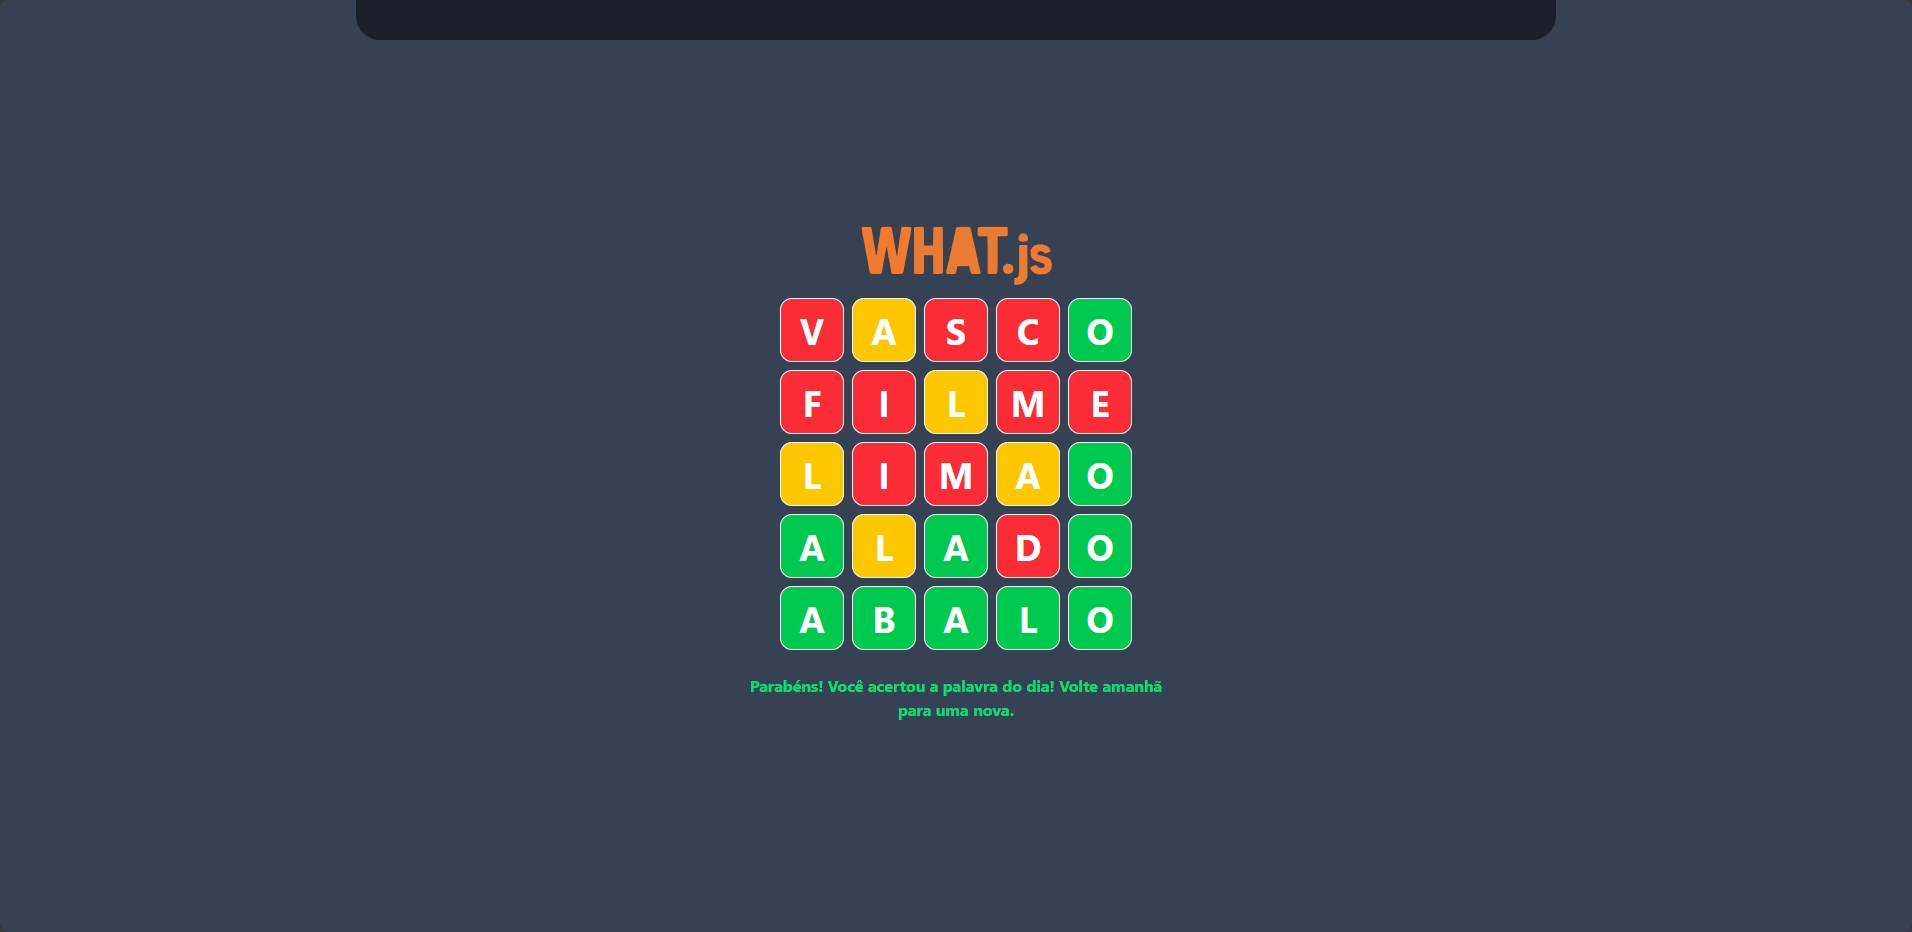 WHAT.js
V A S C O
F I L M E
L I M A O
A L A D O
A B A L O
Parabéns! Você acertou a palavra do dia! Volte amanhã
para uma nova.